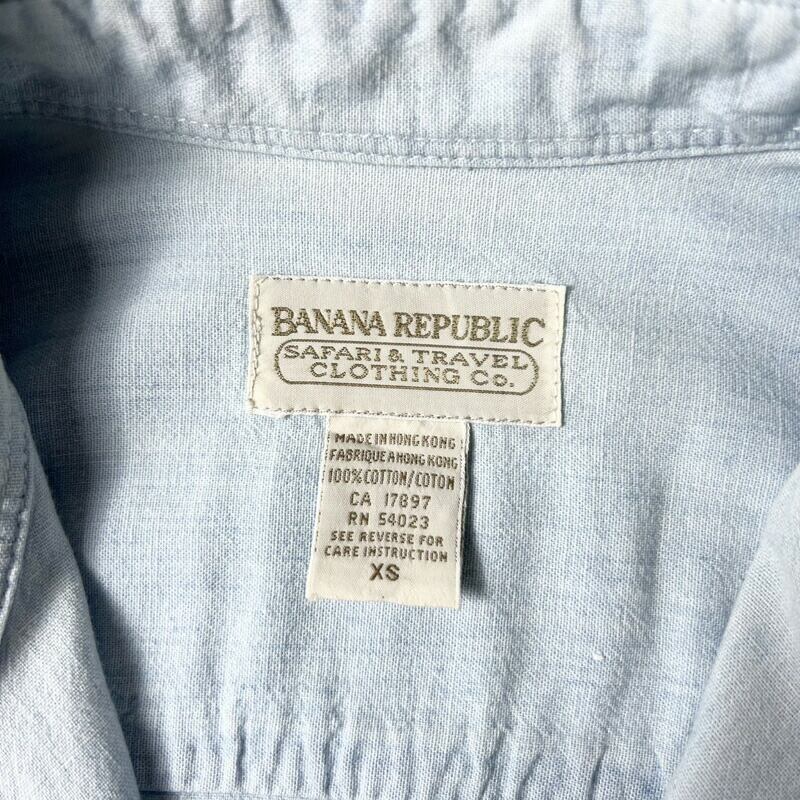 BANANA REPUBLIC
SAFARI & TRAVEL
CLOTHING Co.
MADE IN HONG KONG
FABRIQUE A HONG KONG
100% COTTON/COTON
CA 17897
RN 54023
SEE REVERSE FOR
CARE INSTRUCTION
XS